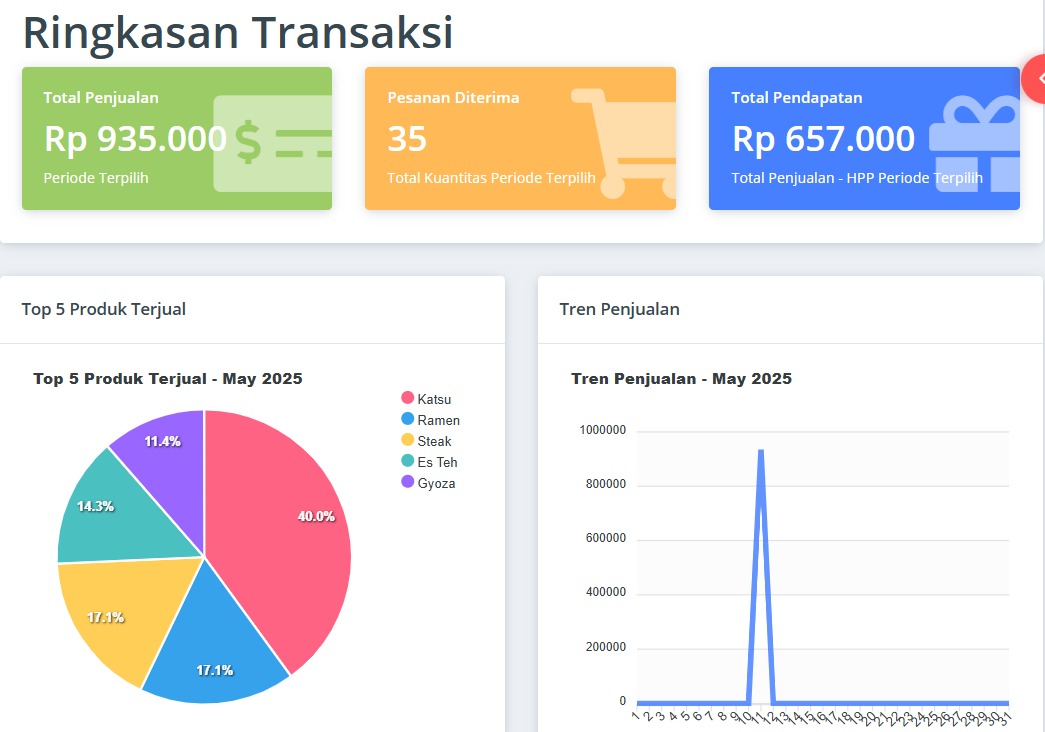 Ringkasan Transaksi
Total Penjualan
Rp 935.000
Periode Terpilih
Pesanan Diterima
35
Total Kuantitas Periode Terpilih
Total Pendapatan
Rp 657.000
Total Penjualan - HPP Periode Terpilih
Top 5 Produk Terjual
Top 5 Produk Terjual - May 2025
Katsu
Ramen
Steak
Es Teh
Gyoza
11.4%
14.3%
40.0%
17.1%
17.1%
Tren Penjualan
Tren Penjualan - May 2025
1000000
800000
600000
400000
200000
0
1 2 3 4 5 6 7 8 9 10 11 12 13 14 15 16 17 18 19 20 21 22 23 24 25 26 27 28 29 30 31